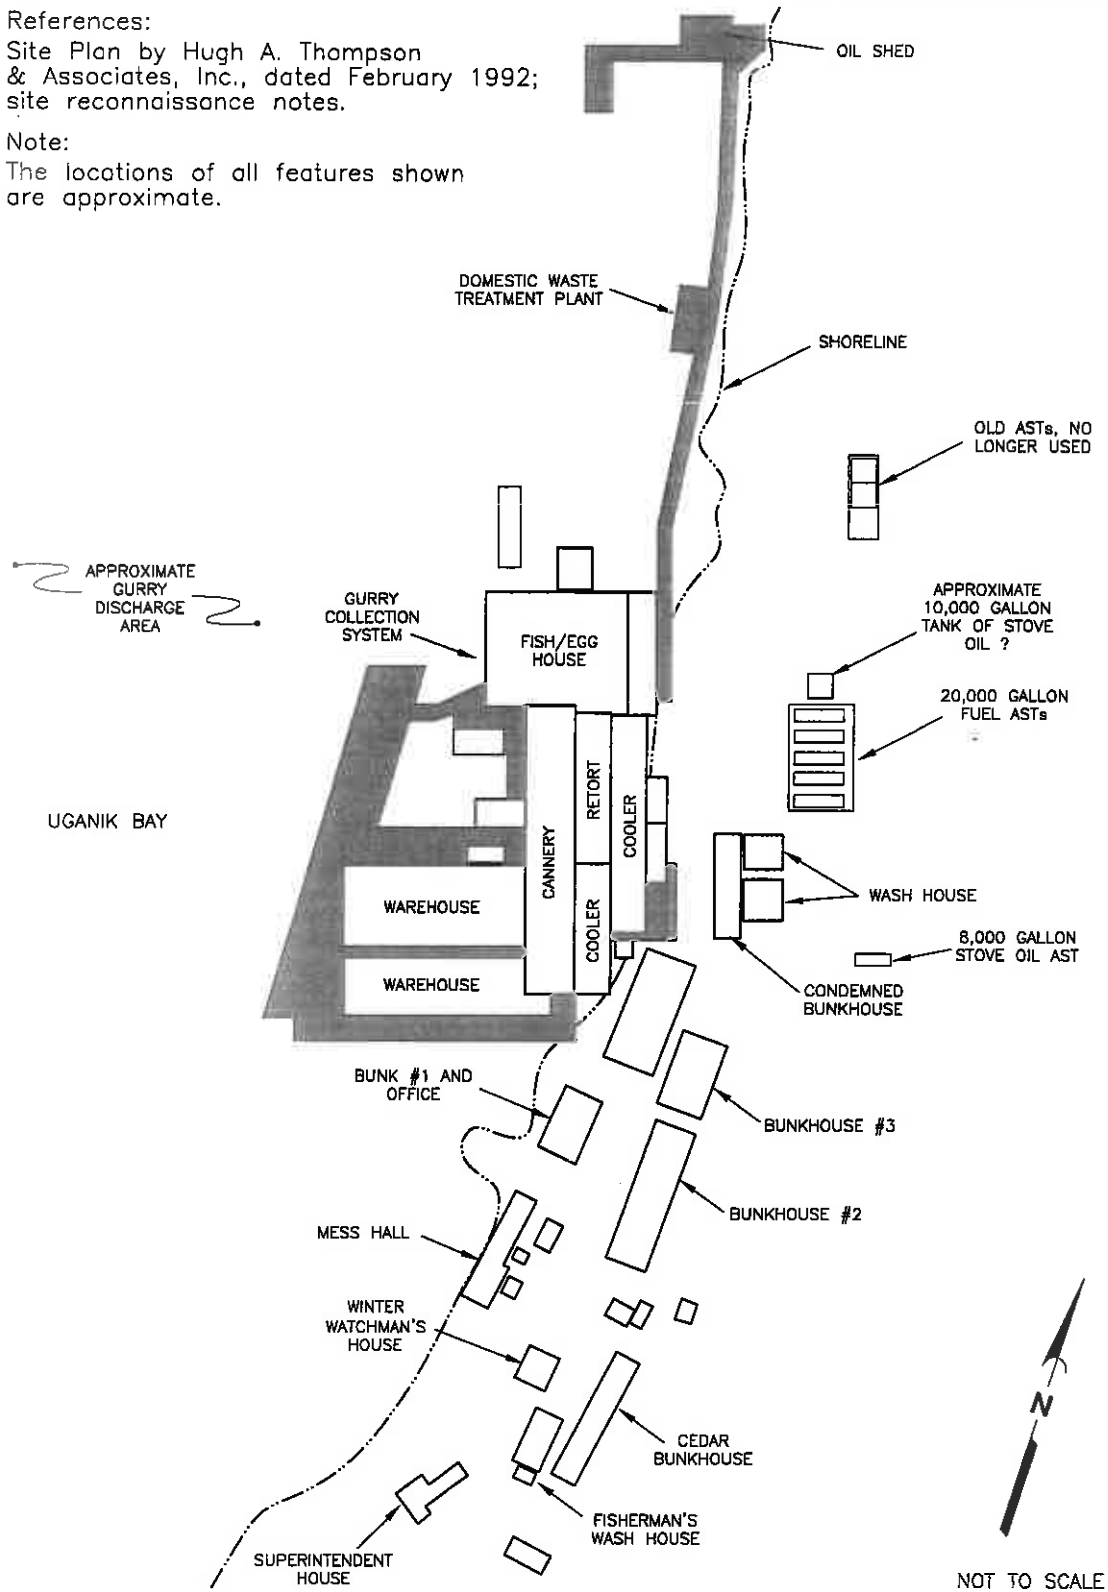 References:
Site Plan by Hugh A. Thompson
& Associates, Inc., dated February 1992;
site reconnaissance notes.
Note:
The locations of all features shown
are approximate.
OIL SHED
DOMESTIC WASTE
TREATMENT PLANT
SHORELINE
OLD ASTs, NO
LONGER USED
APPROXIMATE
GURRY
DISCHARGE
AREA
GURRY
COLLECTION
SYSTEM
FISH/EGG
HOUSE
APPROXIMATE
10,000 GALLON
TANK OF STOVE
OIL ?
20,000 GALLON
FUEL ASTs
UGANIK BAY
CANNERY
RETORT
COOLER
COOLER
WAREHOUSE
WAREHOUSE
WASH HOUSE
8,000 GALLON
STOVE OIL AST
CONDEMNED
BUNKHOUSE
BUNK #1 AND
OFFICE
BUNKHOUSE #3
BUNKHOUSE #2
MESS HALL
WINTER
WATCHMAN'S
HOUSE
CEDAR
BUNKHOUSE
FISHERMAN'S
WASH HOUSE
SUPERINTENDENT
HOUSE
N
NOT TO SCALE